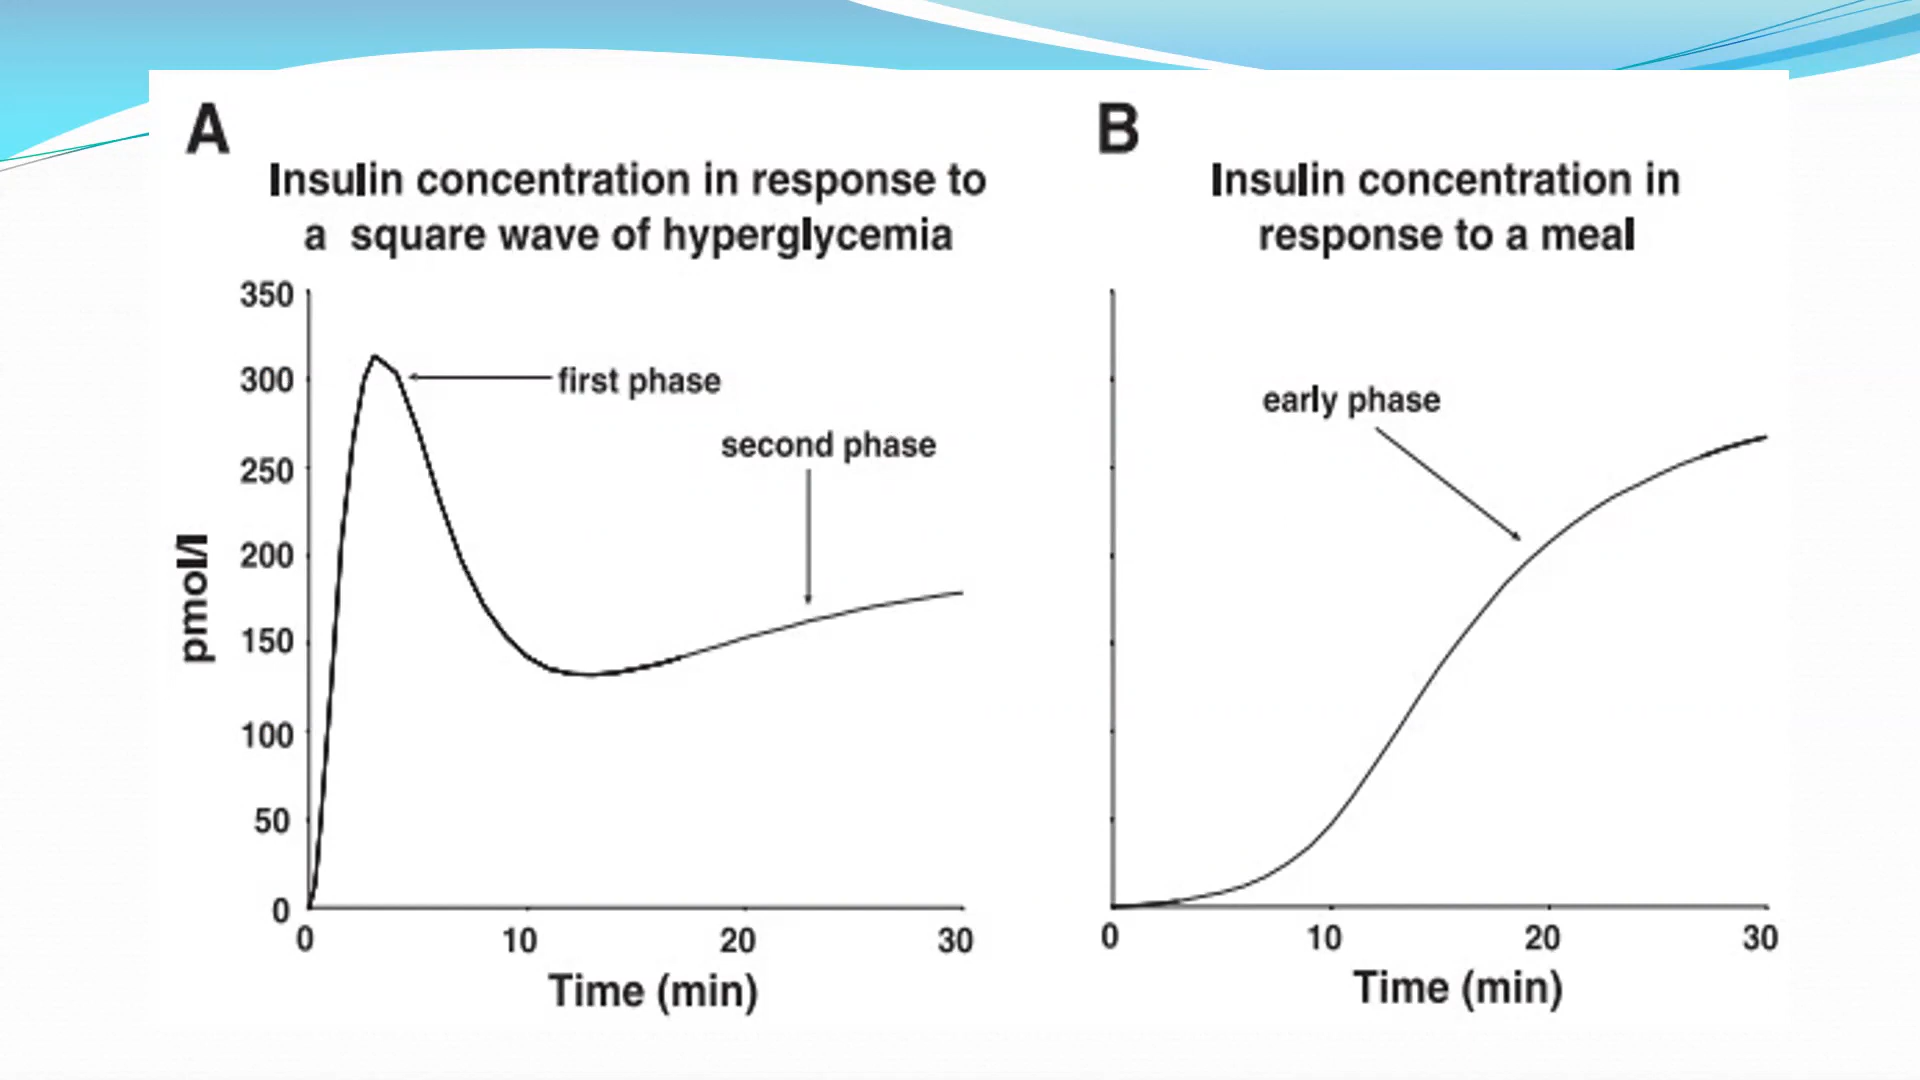 A
Insulin concentration in response to
a square wave of hyperglycemia
350
300
250
200
150
100
50
0
pmol/l
first phase
second phase
0 10 20 30
Time (min)
B
Insulin concentration in
response to a meal
early phase
0 10 20 30
Time (min)